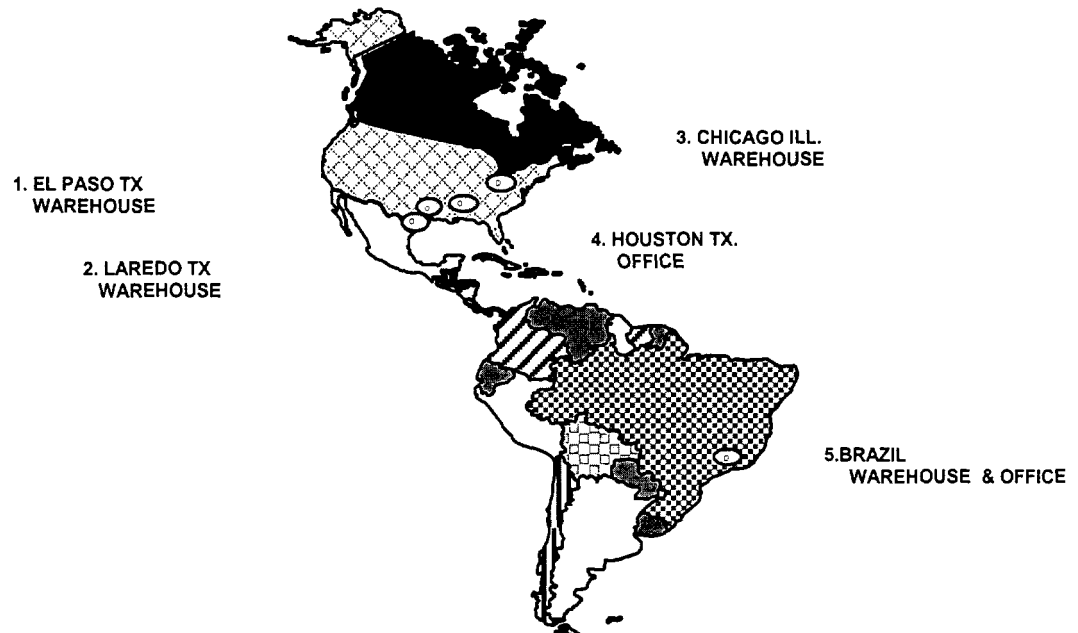 1. EL PASO TX
WAREHOUSE
2. LAREDO TX
WAREHOUSE
3. CHICAGO ILL.
WAREHOUSE
4. HOUSTON TX.
OFFICE
5.BRAZIL
WAREHOUSE & OFFICE